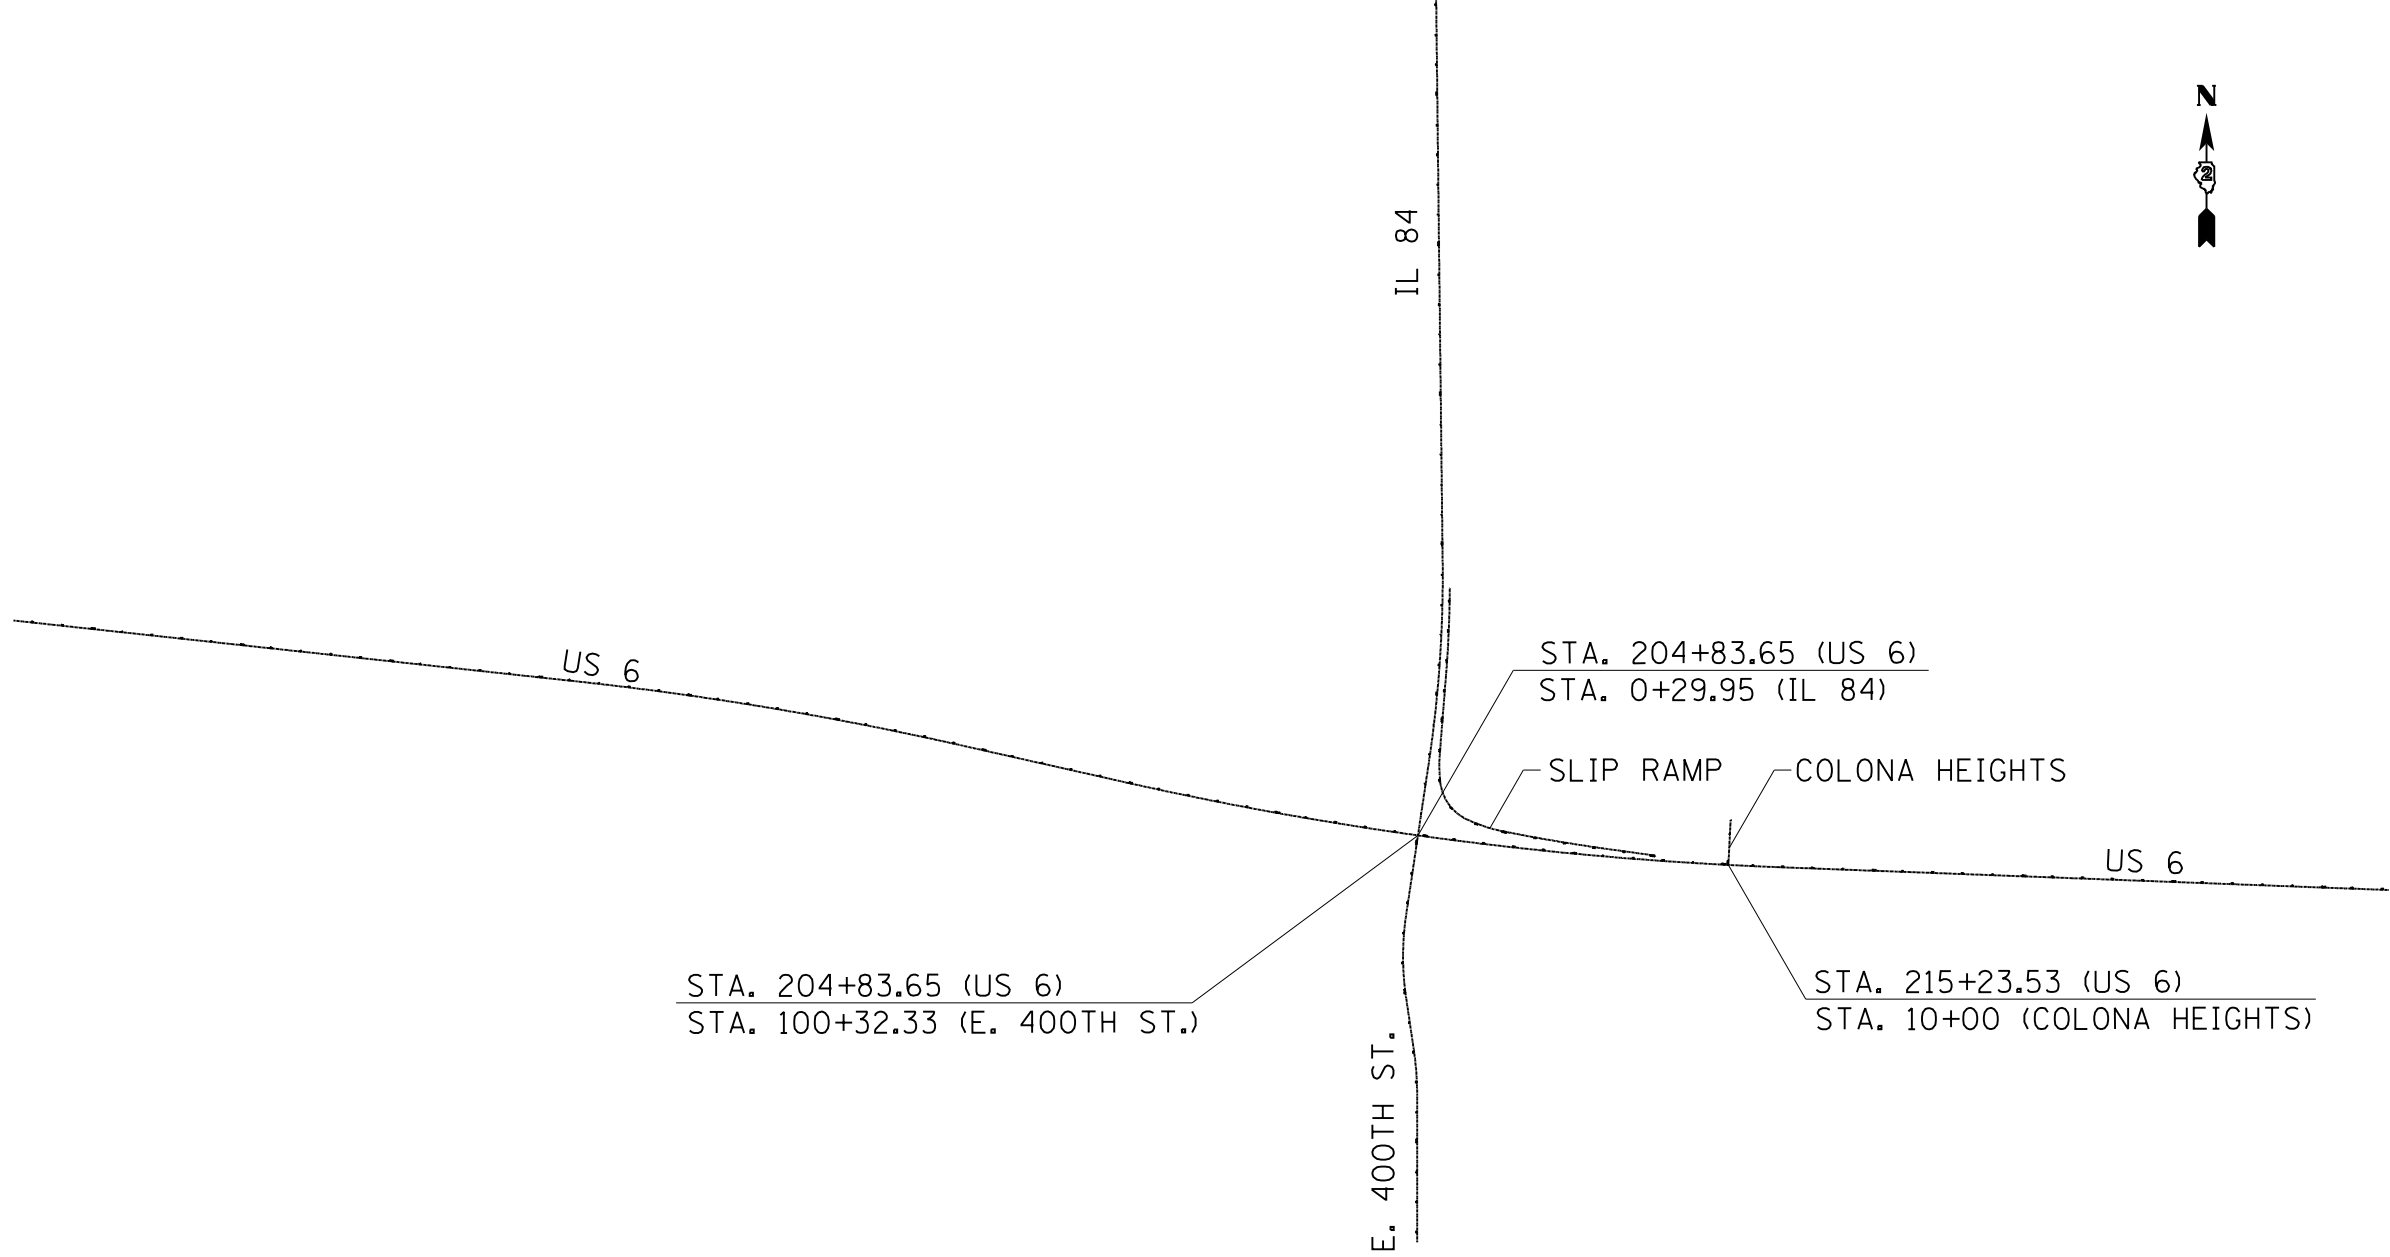 N
2
IL 84
US 6
STA. 204+83.65 (US 6)
STA. 0+29.95 (IL 84)
SLIP RAMP
COLONA HEIGHTS
US 6
STA. 204+83.65 (US 6)
STA. 100+32.33 (E. 400TH ST.)
STA. 215+23.53 (US 6)
STA. 10+00 (COLONA HEIGHTS)
E. 400TH ST.